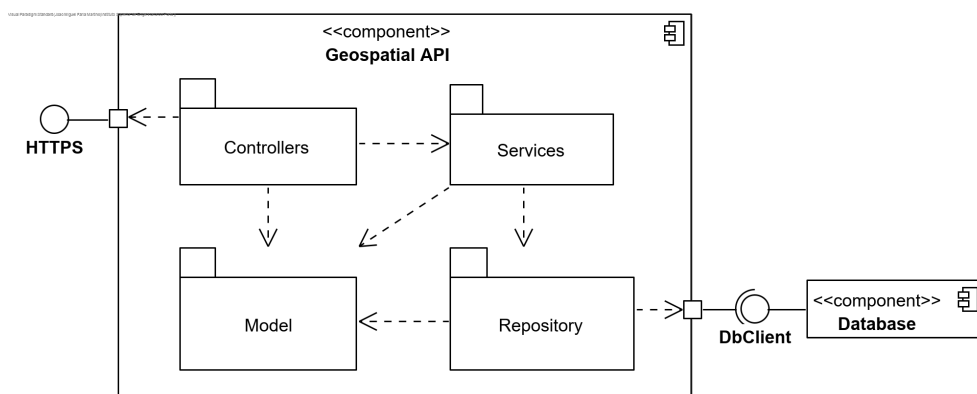 <<component>>
Geospatial API
HTTPS
Controllers
Services
Model
Repository
DbClient
<<component>>
Database